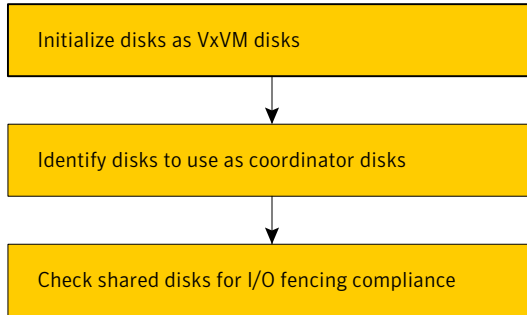 Initialize disks as VxVM disks
Identify disks to use as coordinator disks
Check shared disks for I/O fencing compliance